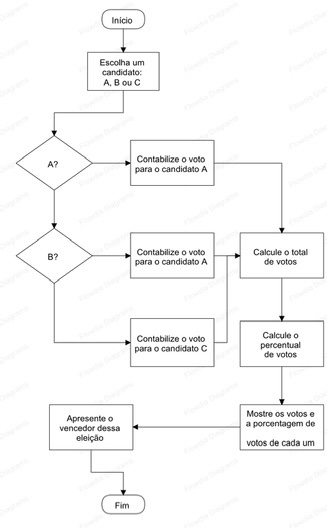 Início
Escolha um
candidato:
A, B ou C
A?
Contabilize o voto
para o candidato A
B?
Contabilize o voto
para o candidato A
Calcule o total
de votos
Contabilize o voto
para o candidato C
Calcule o
percentual
de votos
Mostre os votos e
a porcentagem de
votos de cada um
Apresente o
vencedor dessa
eleição
Fim